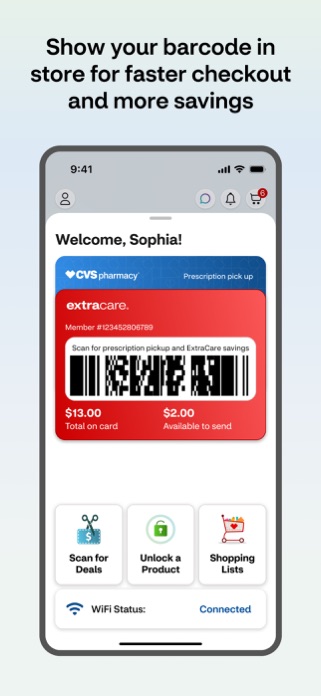 Show your barcode in
store for faster checkout
and more savings
9:41
6
Welcome, Sophia!
CVS pharmacy
Prescription pick up
extracare.
Member #123452806789
Scan for prescription pickup and ExtraCare savings
$13.00
$2.00
Total on card
Available to send
$
Scan for
Deals
Unlock a
Product
Shopping
Lists
WiFi Status:
Connected